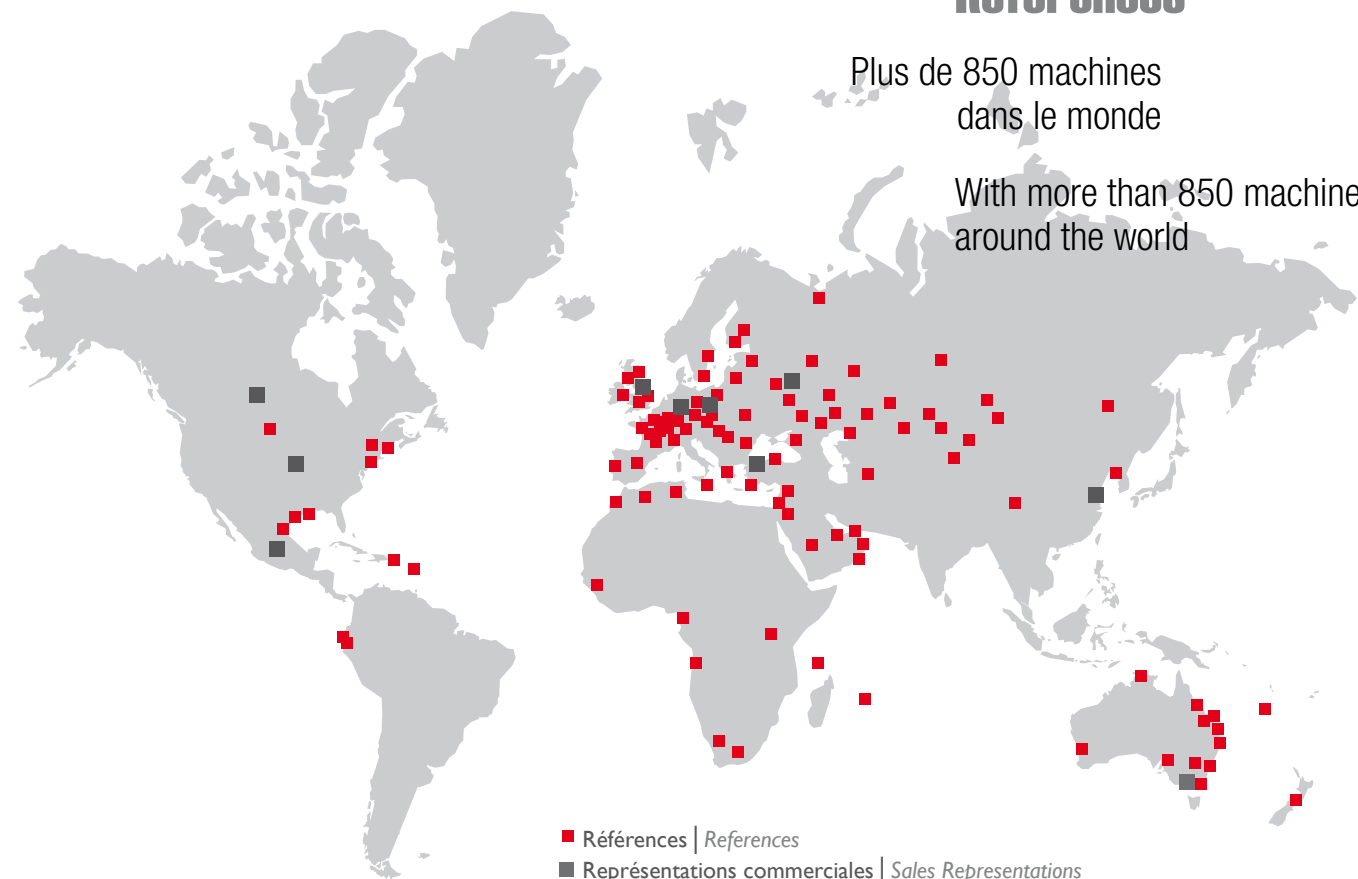 Références
Plus de 850 machines
dans le monde
With more than 850 machine
around the world
Références | References
Représentations commerciales | Sales Representations